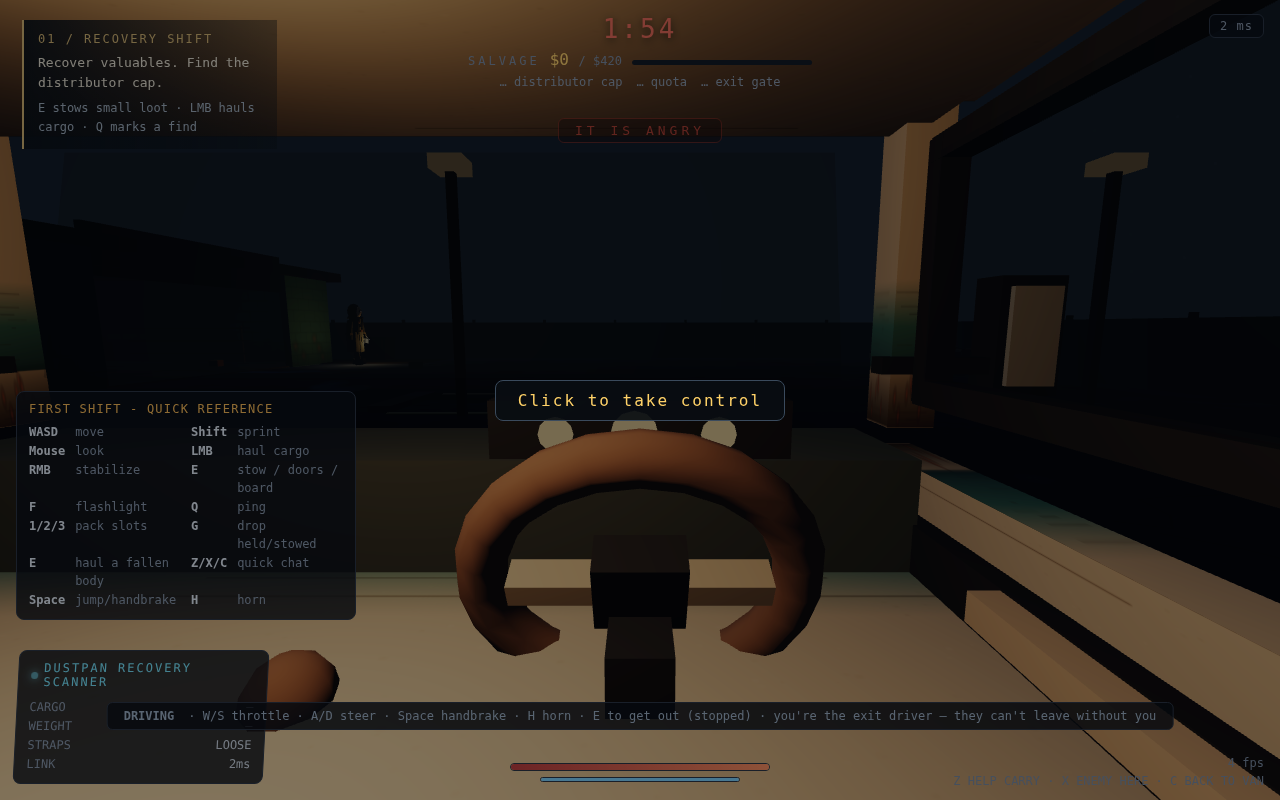 01 / RECOVERY SHIFT
Recover valuables. Find the
distributor cap.
E stows small loot · LMB hauls
cargo · Q marks a find
1:54
SALVAGE $0 / $420
… distributor cap … quota … exit gate
IT IS ANGRY
2 ms
Click to take control
FIRST SHIFT - QUICK REFERENCE
WASD move Shift sprint
Mouse look LMB haul cargo
RMB stabilize E stow / doors /
board
F flashlight Q ping
1/2/3 pack slots G drop
held/stowed
E haul a fallen Z/X/C quick chat
body
Space jump/handbrake H horn
DUSTPAN RECOVERY
SCANNER
CARGO
WEIGHT
STRAPS LOOSE
LINK 2ms
DRIVING · W/S throttle · A/D steer · Space handbrake · H horn · E to get out (stopped) · you're the exit driver — they can't leave without you
fps
Z HELP CARRY